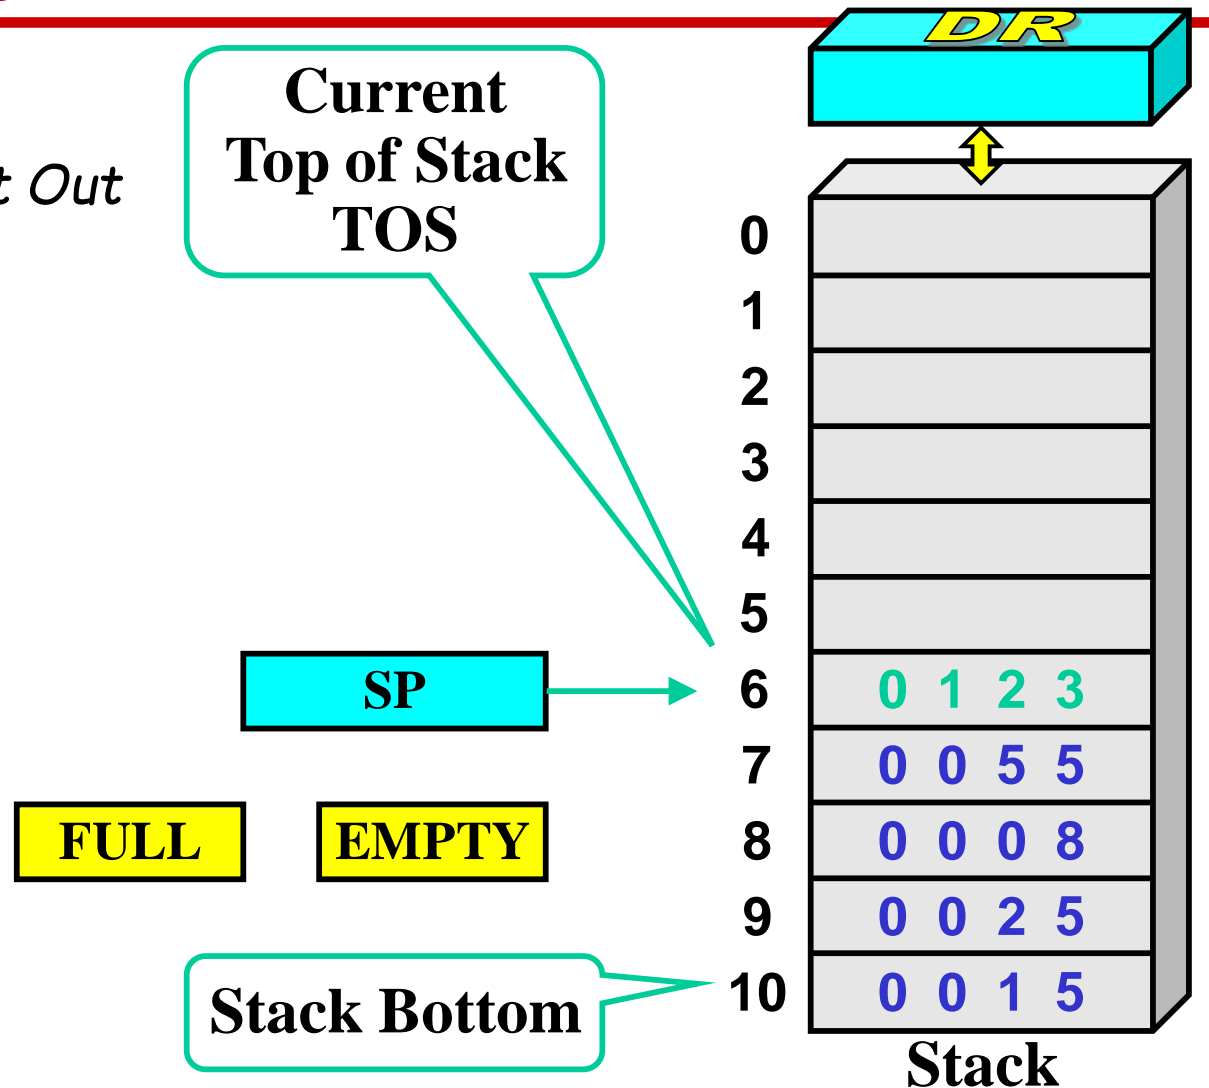 DR
Current
Top of Stack
TOS
Out
0
1
2
3
4
5
SP
6 0 1 2 3
7 0 0 5 5
FULL EMPTY
8 0 0 0 8
9 0 0 2 5
Stack Bottom
10 0 0 1 5
Stack